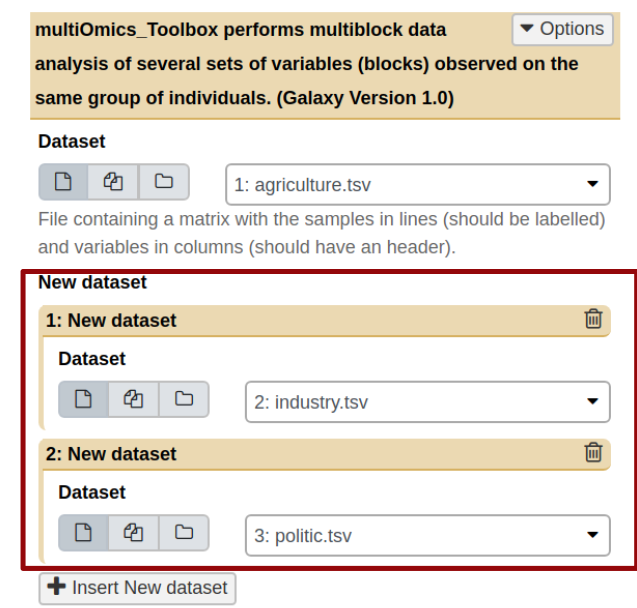 multiOmics_Toolbox performs multiblock data
Options
analysis of several sets of variables (blocks) observed on the
same group of individuals. (Galaxy Version 1.0)
Dataset
1: agriculture.tsv
File containing a matrix with the samples in lines (should be labelled)
and variables in columns (should have an header).
New dataset
1: New dataset
Dataset
2: industry.tsv
2: New dataset
Dataset
3: politic.tsv
Insert New dataset